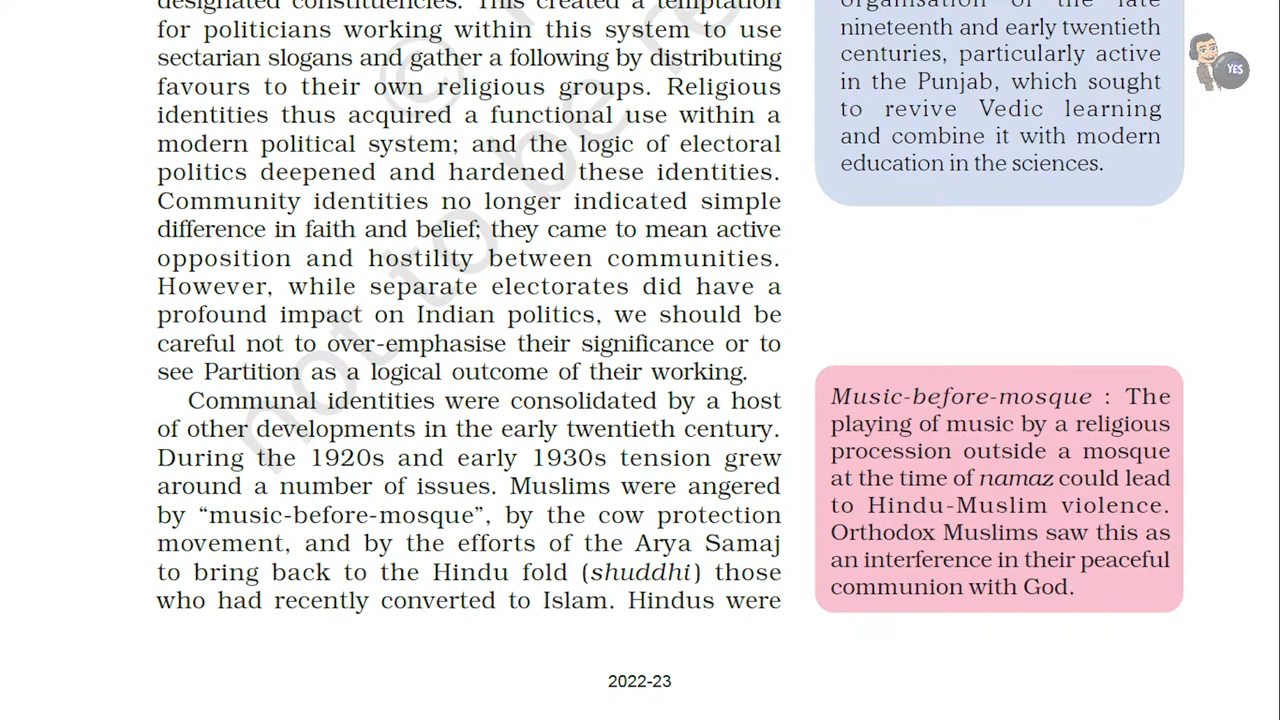 designated constituencies. This created a temptation
for politicians working within this system to use
sectarian slogans and gather a following by distributing
favours to their own religious groups. Religious
identities thus acquired a functional use within a
modern political system; and the logic of electoral
politics deepened and hardened these identities.
Community identities no longer indicated simple
difference in faith and belief; they came to mean active
opposition and hostility between communities.
However, while separate electorates did have a
profound impact on Indian politics, we should be
careful not to over-emphasise their significance or to
see Partition as a logical outcome of their working.
Communal identities were consolidated by a host
of other developments in the early twentieth century.
During the 1920s and early 1930s tension grew
around a number of issues. Muslims were angered
by “music-before-mosque”, by the cow protection
movement, and by the efforts of the Arya Samaj
to bring back to the Hindu fold (shuddhi) those
who had recently converted to Islam. Hindus were
organisation of the late
nineteenth and early twentieth
centuries, particularly active
in the Punjab, which sought
to revive Vedic learning
and combine it with modern
education in the sciences.
YES
Music-before-mosque : The
playing of music by a religious
procession outside a mosque
at the time of namaz could lead
to Hindu-Muslim violence.
Orthodox Muslims saw this as
an interference in their peaceful
communion with God.
©
not to be re
2022-23